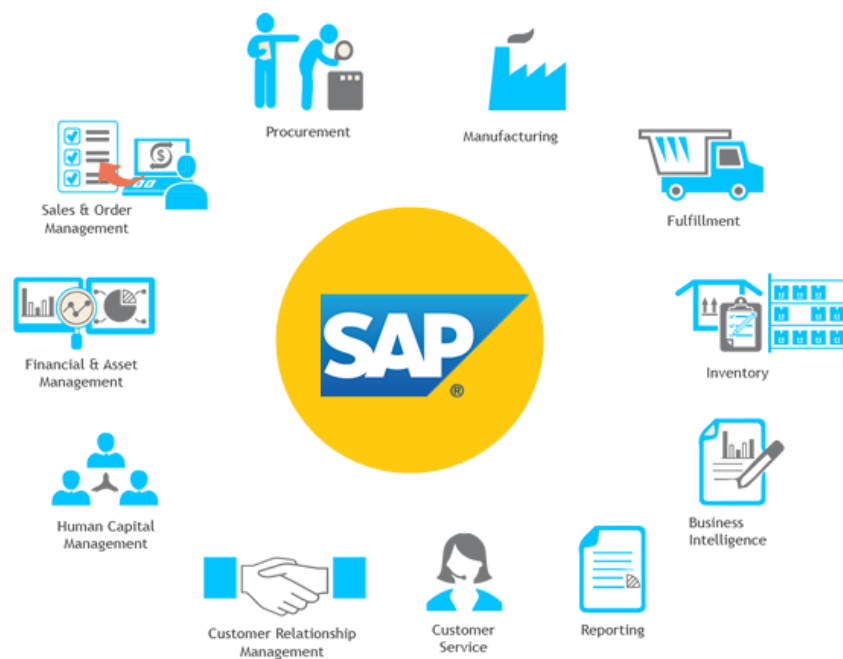 Procurement
Manufacturing
Sales & Order
Management
Fulfillment
SAP
®
Financial & Asset
Management
Inventory
Human Capital
Management
Business
Intelligence
Customer Relationship
Management
Customer
Service
Reporting